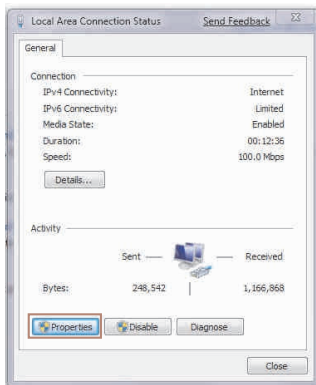 Local Area Connection Status Send Feedback
General
Connection
IPv4 Connectivity: Internet
IPv6 Connectivity: Limited
Media State: Enabled
Duration: 00:12:36
Speed: 100.0 Mbps
Details...
Activity
Sent Received
Bytes: 248,542 1,166,868
Properties Disable Diagnose
Close